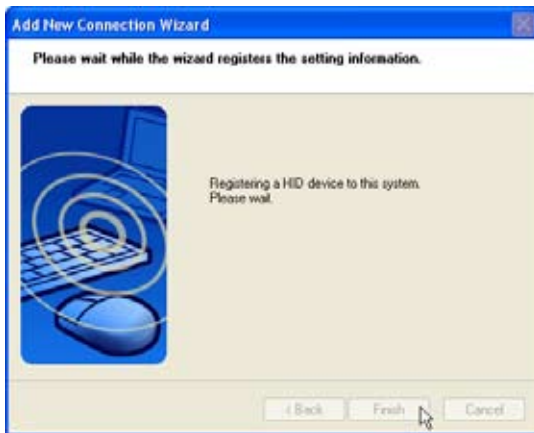 Add New Connection Wizard
Please wait while the wizard registers the setting information.
Registering a HID device to this system.
Please wait.
< Back
Finish
Cancel